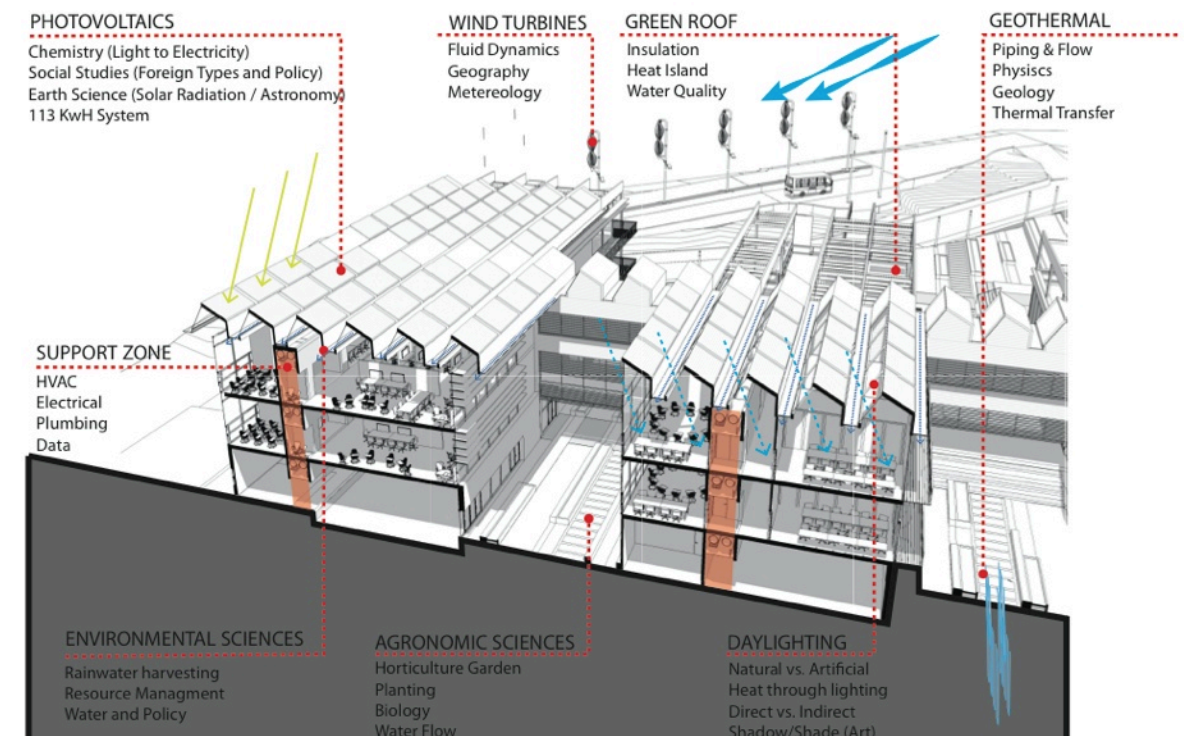 PHOTOVOLTAICS
Chemistry (Light to Electricity)
Social Studies (Foreign Types and Policy)
Earth Science (Solar Radiation / Astronomy)
113 KwH System
WIND TURBINES
Fluid Dynamics
Geography
Metereology
GREEN ROOF
Insulation
Heat Island
Water Quality
GEOTHERMAL
Piping & Flow
Physiscs
Geology
Thermal Transfer
SUPPORT ZONE
HVAC
Electrical
Plumbing
Data
ENVIRONMENTAL SCIENCES
Rainwater harvesting
Resource Managment
Water and Policy
AGRONOMIC SCIENCES
Horticulture Garden
Planting
Biology
Water Flow
DAYLIGHTING
Natural vs. Artificial
Heat through lighting
Direct vs. Indirect
Shadow/Shade (Art)